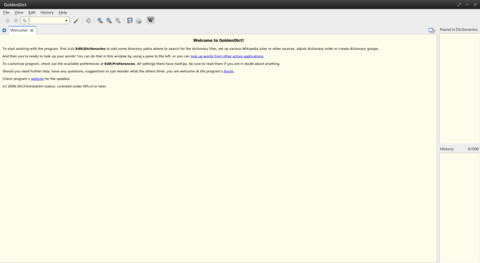 GoldenDict
File View Edit History Help
Welcome!
Found in Dictionaries:
Welcome to GoldenDict!
To start working with the program, first visit Edit|Dictionaries to add some directory paths where to search for the dictionary files, set up various Wikipedia sites or other sources, adjust dictionary order or create dictionary groups.
And then you're ready to look up your words! You can do that in this window by using a pane to the left, or you can look up words from other active applications.
To customize program, check out the available preferences at Edit|Preferences. All settings there have tooltips, be sure to read them if you are in doubt about anything.
Should you need further help, have any questions, suggestions or just wonder what the others think, you are welcome at the program's forum.
Check program's website for the updates.
(c) 2008-2013 Konstantin Isakov. Licensed under GPLv3 or later.
History: 0/500